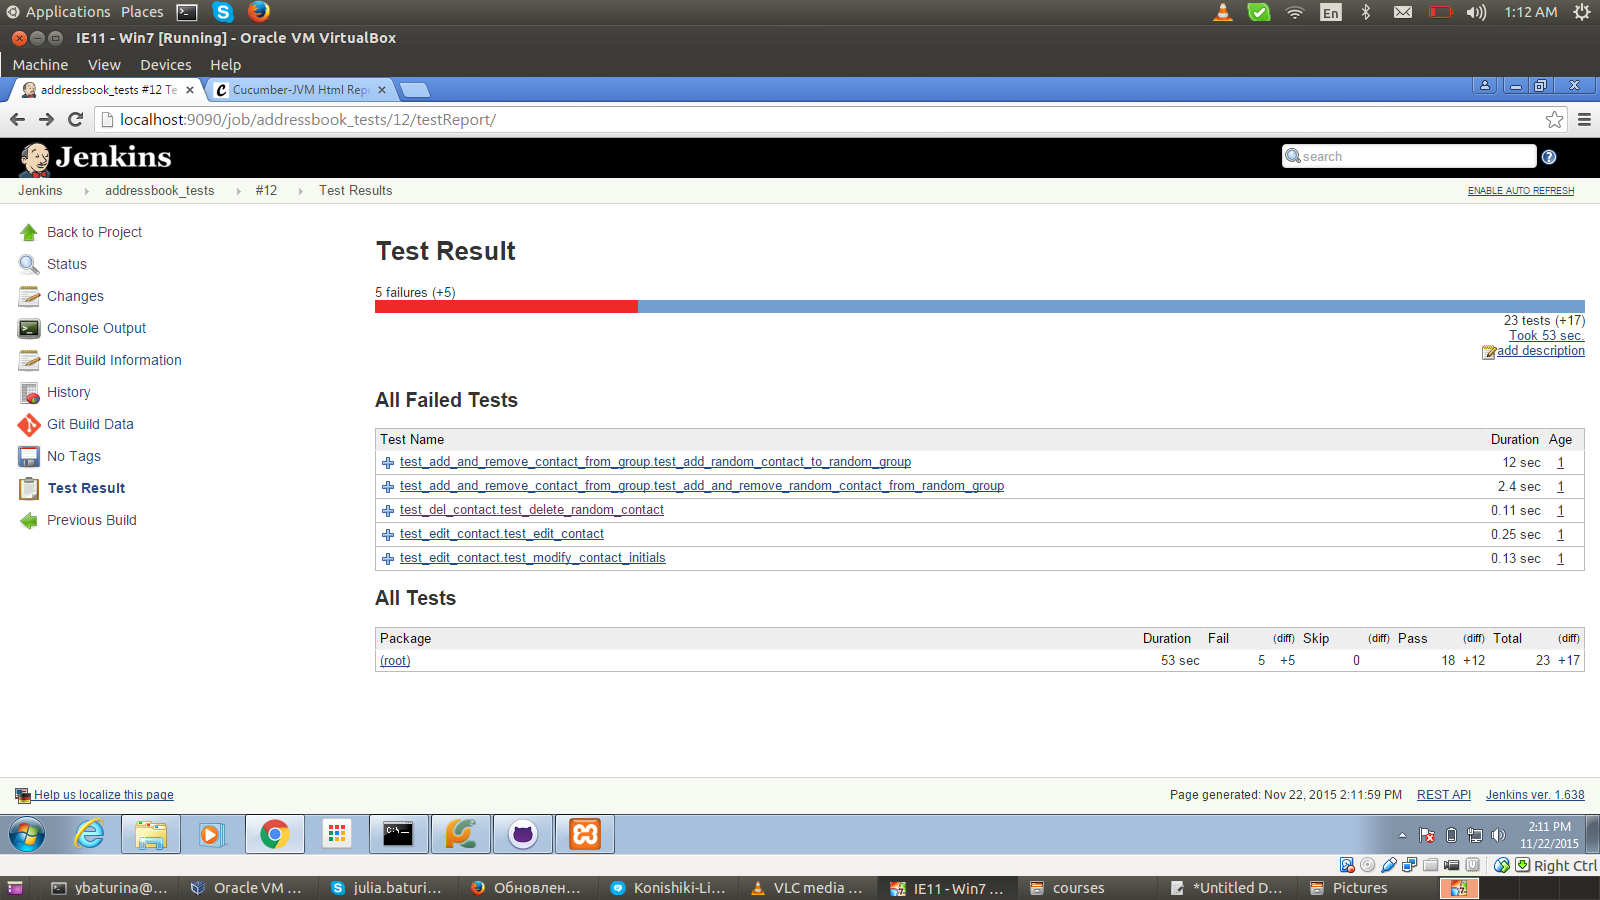 Applications Places En 1:12 AM
IE11 - Win7 [Running] - Oracle VM VirtualBox
Machine View Devices Help
addressbook_tests #12 Te Cucumber-JVM Html Rep
localhost:9090/job/addressbook_tests/12/testReport/
Jenkins search
Jenkins addressbook_tests #12 Test Results ENABLE AUTO REFRESH
Back to Project
Status
Changes
Console Output
Edit Build Information
History
Git Build Data
No Tags
Test Result
Previous Build
Test Result
5 failures (+5)
23 tests (+17)
Took 53 sec.
add description
All Failed Tests
Test Name Duration Age
test_add_and_remove_contact_from_group.test_add_random_contact_to_random_group 12 sec 1
test_add_and_remove_contact_from_group.test_add_and_remove_random_contact_from_random_group 2.4 sec 1
test_del_contact.test_delete_random_contact 0.11 sec 1
test_edit_contact.test_edit_contact 0.25 sec 1
test_edit_contact.test_modify_contact_initials 0.13 sec 1
All Tests
Package Duration Fail (diff) Skip (diff) Pass (diff) Total (diff)
(root) 53 sec 5 +5 0 18 +12 23 +17
Help us localize this page Page generated: Nov 22, 2015 2:11:59 PM REST API Jenkins ver. 1.638
2:11 PM
11/22/2015
Right Ctrl
ybaturina@... Oracle VM ... julia.baturi... Обновлен... Konishiki-Li... VLC media ... IE11 - Win7 ... courses *Untitled D... Pictures